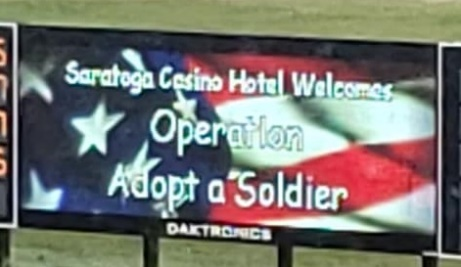 Saratoga Casino Hotel Welcomes
Operation
Adopt a Soldier
DAKTRONICS